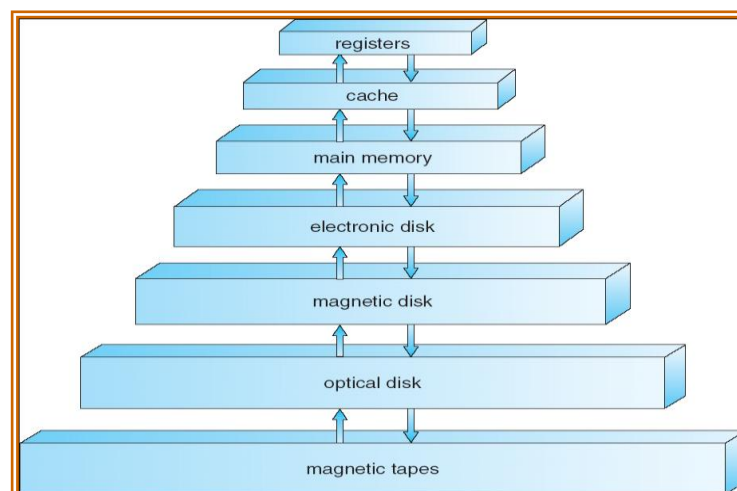 registers
cache
main memory
electronic disk
magnetic disk
optical disk
magnetic tapes